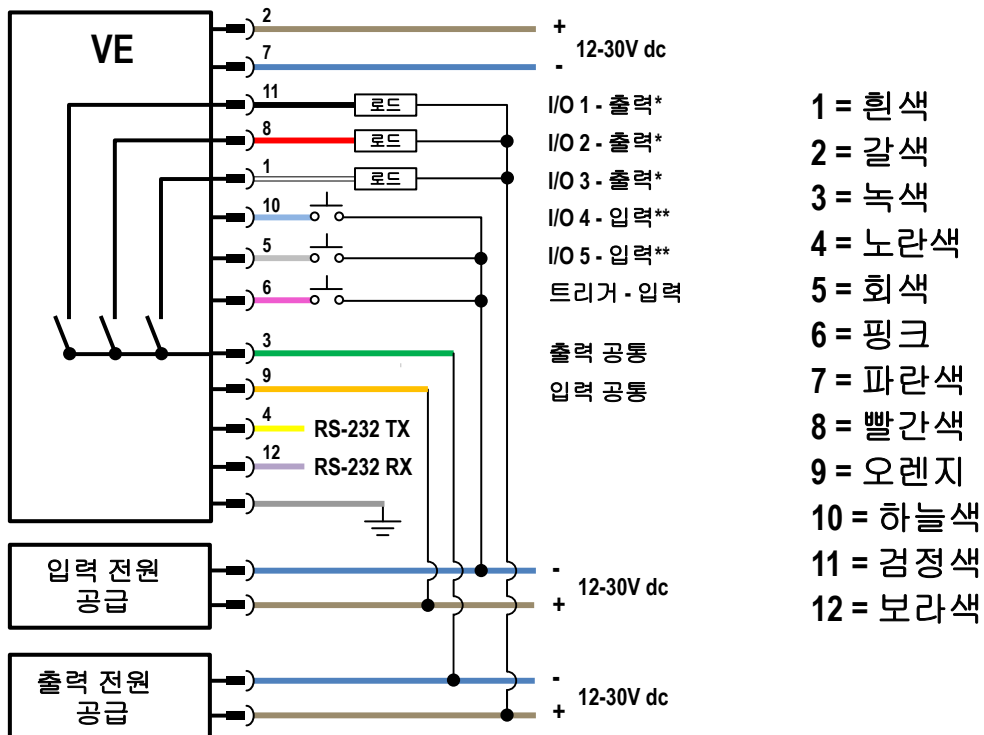 VE
2
+
12-30V dc
7
-
11
로드
I/O 1 - 출력*
8
로드
I/O 2 - 출력*
1
로드
I/O 3 - 출력*
10
I/O 4 - 입력**
5
I/O 5 - 입력**
6
트리거 - 입력
3
출력 공통
9
입력 공통
4
RS-232 TX
12
RS-232 RX
입력 전원
공급
-
12-30V dc
+
출력 전원
공급
-
12-30V dc
+
1 = 흰색
2 = 갈색
3 = 녹색
4 = 노란색
5 = 회색
6 = 핑크
7 = 파란색
8 = 빨간색
9 = 오렌지
10 = 하늘색
11 = 검정색
12 = 보라색